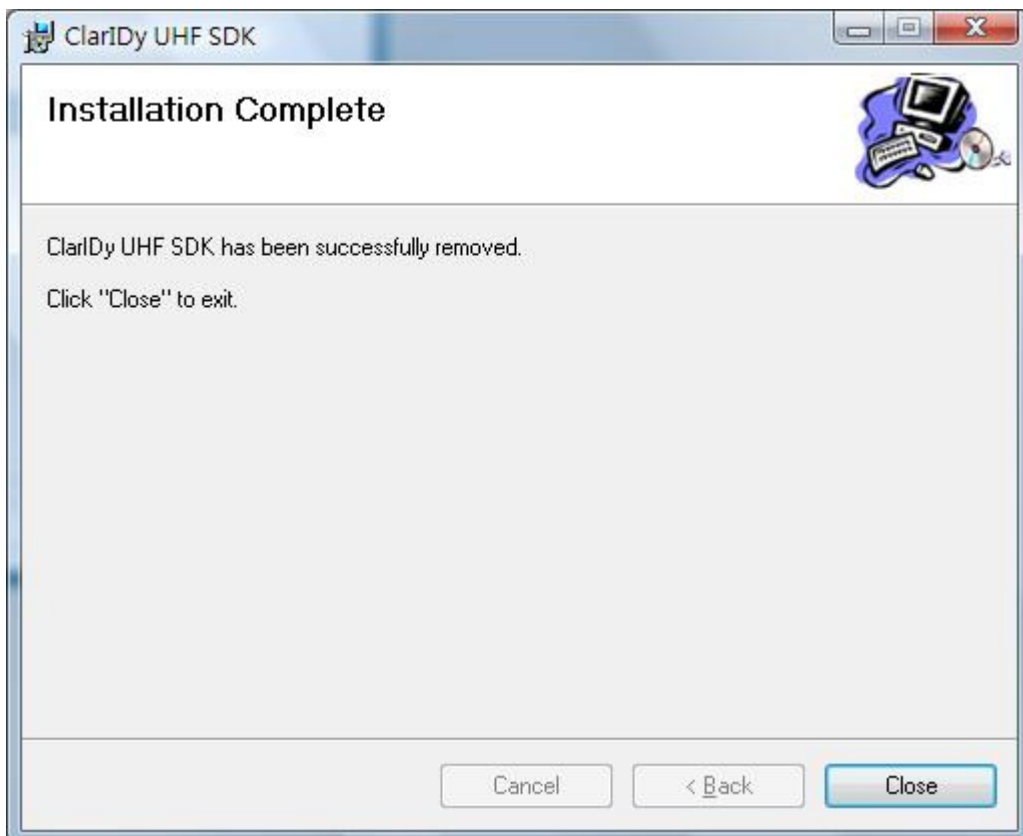 ClarIDy UHF SDK
Installation Complete
ClarIDy UHF SDK has been successfully removed.
Click "Close" to exit.
Cancel
< Back
Close